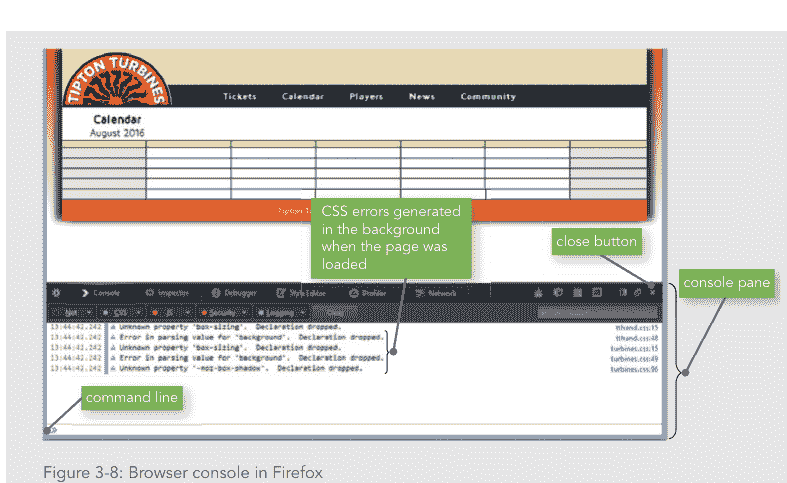 TIPTON TURBINES
Tickets Calendar Players News Community
Calendar
August 2016
CSS errors generated
in the background
when the page was
loaded
close button
console pane
Console Inspector Debugger Style Editor Profiler Network
Net CSS JS Security Logging
13:44:42.242 Unknown property 'box-sizing'. Declaration dropped. tthand.css:15
13:44:42.242 Error in parsing value for 'background'. Declaration dropped. tthand.css:48
13:44:42.242 Unknown property 'box-sizing'. Declaration dropped. turbines.css:15
13:44:42.242 Error in parsing value for 'background'. Declaration dropped. turbines.css:49
13:44:42.242 Unknown property '-moz-box-shadow'. Declaration dropped. turbines.css:96
command line
»
Figure 3-8: Browser console in Firefox